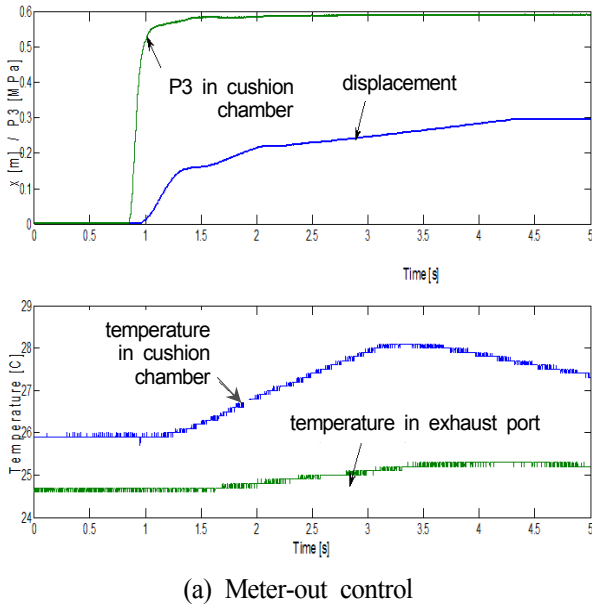 0.6
0.5
0.4
0.3
0.2
0.1
0
x [m] / P3 [MPa]
P3 in cushion
chamber
displacement
0 0.5 1 1.5 2 2.5 3 3.5 4 4.5 5
Time[s]
29
28
27
26
25
24
Temperature [C]
temperature
in cushion
chamber
temperature in exhaust port
0 0.5 1 1.5 2 2.5 3 3.5 4 4.5 5
Time[s]
(a) Meter-out control